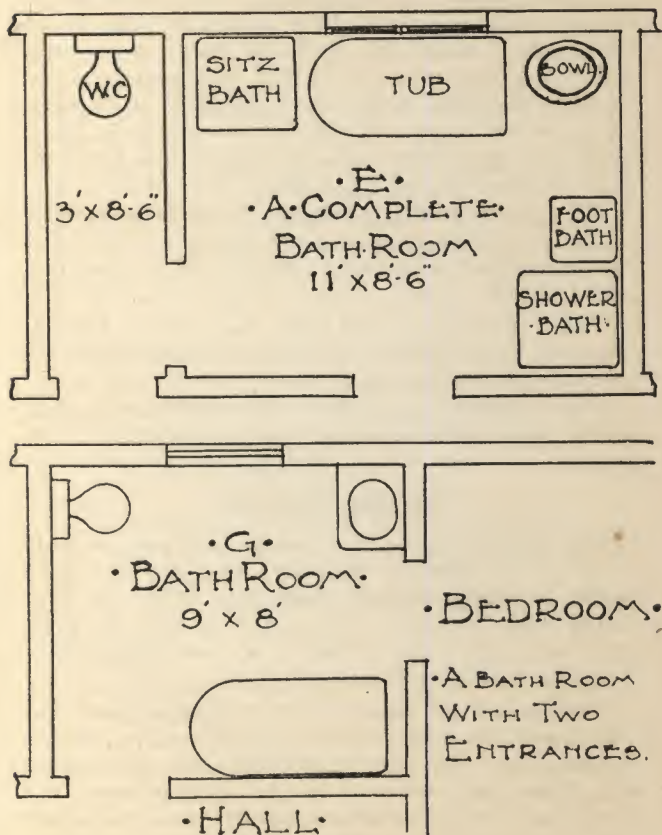 W.C
SITZ
BATH
TUB
BOWL.
3' x 8'-6"
·E·
·A·COMPLETE·
BATH·ROOM
11' x 8'-6"
FOOT
BATH
SHOWER
·BATH·
·G·
·BATH ROOM·
9' x 8'
·BEDROOM·
·A BATH ROOM
WITH TWO
ENTRANCES.
·HALL·